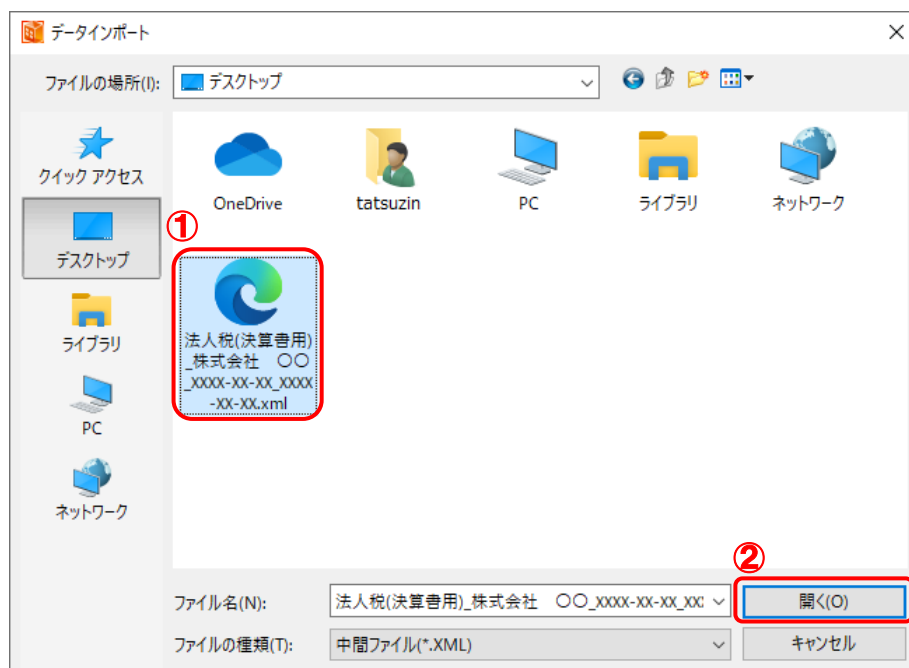 データインポート
ファイルの場所(I):
デスクトップ
クイック アクセス
デスクトップ
ライブラリ
PC
ネットワーク
OneDrive
tatsuzin
PC
ライブラリ
ネットワーク
①
法人税(決算書用)
_株式会社　〇〇
_XXXX-XX-XX_XXXX
-XX-XX.xml
②
ファイル名(N):
法人税(決算書用)_株式会社　〇〇_XXXX-XX-XX_XX
開く(O)
ファイルの種類(T):
中間ファイル(*.XML)
キャンセル